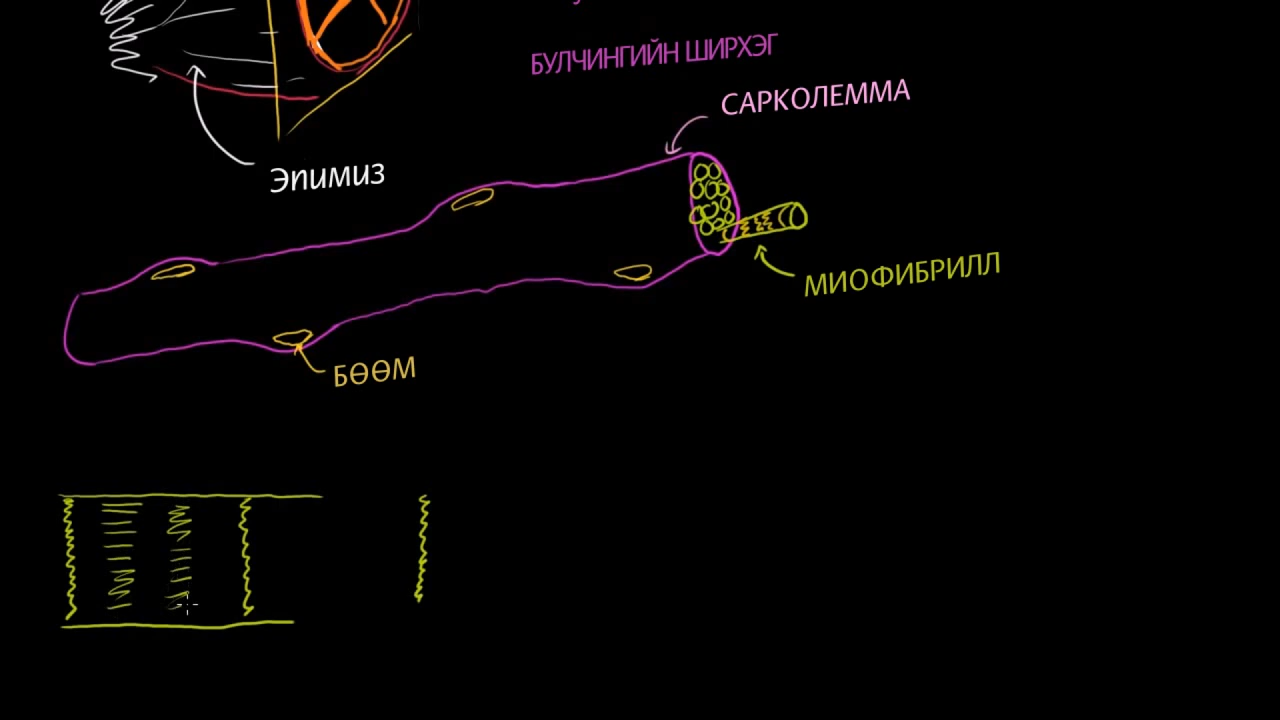 БУЛЧИНГИЙН ШИРХЭГ
САРКОЛЕММА
ЭПИМИЗ
МИОФИБРИЛЛ
БӨӨМ